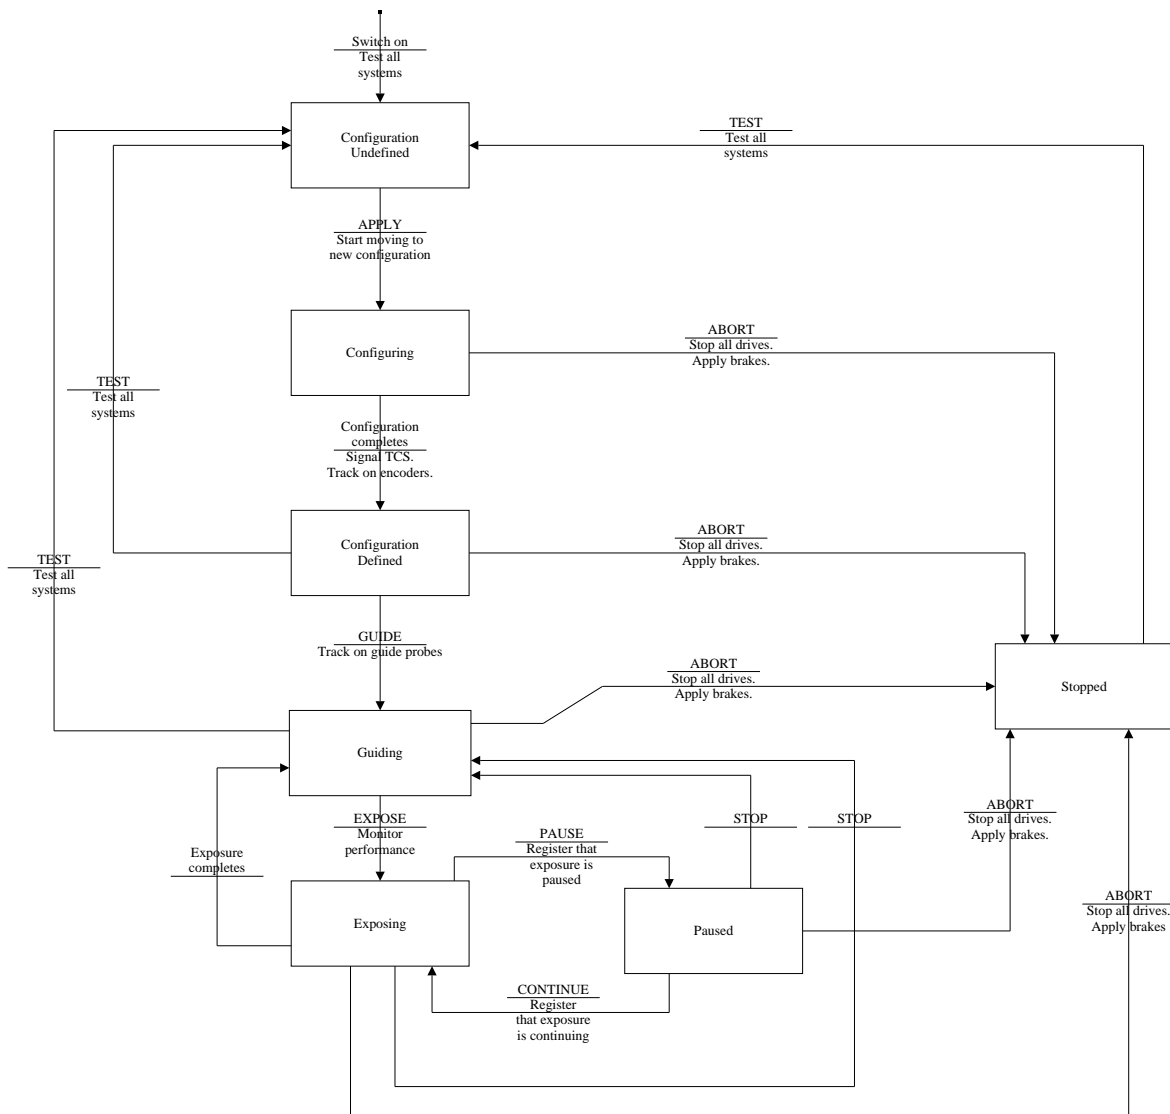 Switch on
Test all
systems
Configuration
Undefined
TEST
Test all
systems
APPLY
Start moving to
new configuration
Configuring
ABORT
Stop all drives.
Apply brakes.
TEST
Test all
systems
Configuration
completes
Signal TCS.
Track on encoders.
Configuration
Defined
ABORT
Stop all drives.
Apply brakes.
TEST
Test all
systems
GUIDE
Track on guide probes
ABORT
Stop all drives.
Apply brakes.
Stopped
Guiding
EXPOSE
Monitor
performance
Exposure
completes
PAUSE
Register that
exposure is
paused
STOP
STOP
ABORT
Stop all drives.
Apply brakes.
Exposing
Paused
ABORT
Stop all drives.
Apply brakes
CONTINUE
Register
that exposure
is continuing